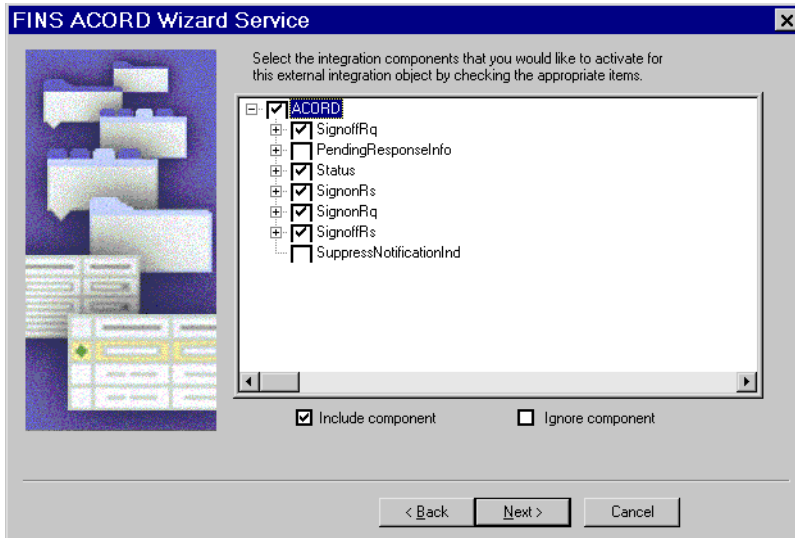 FINS ACORD Wizard Service
Select the integration components that you would like to activate for
this external integration object by checking the appropriate items.
ACORD
SignoffRq
PendingResponseInfo
Status
SignonRs
SignonRq
SignoffRs
SuppressNotificationInd
Include component Ignore component
< Back Next > Cancel